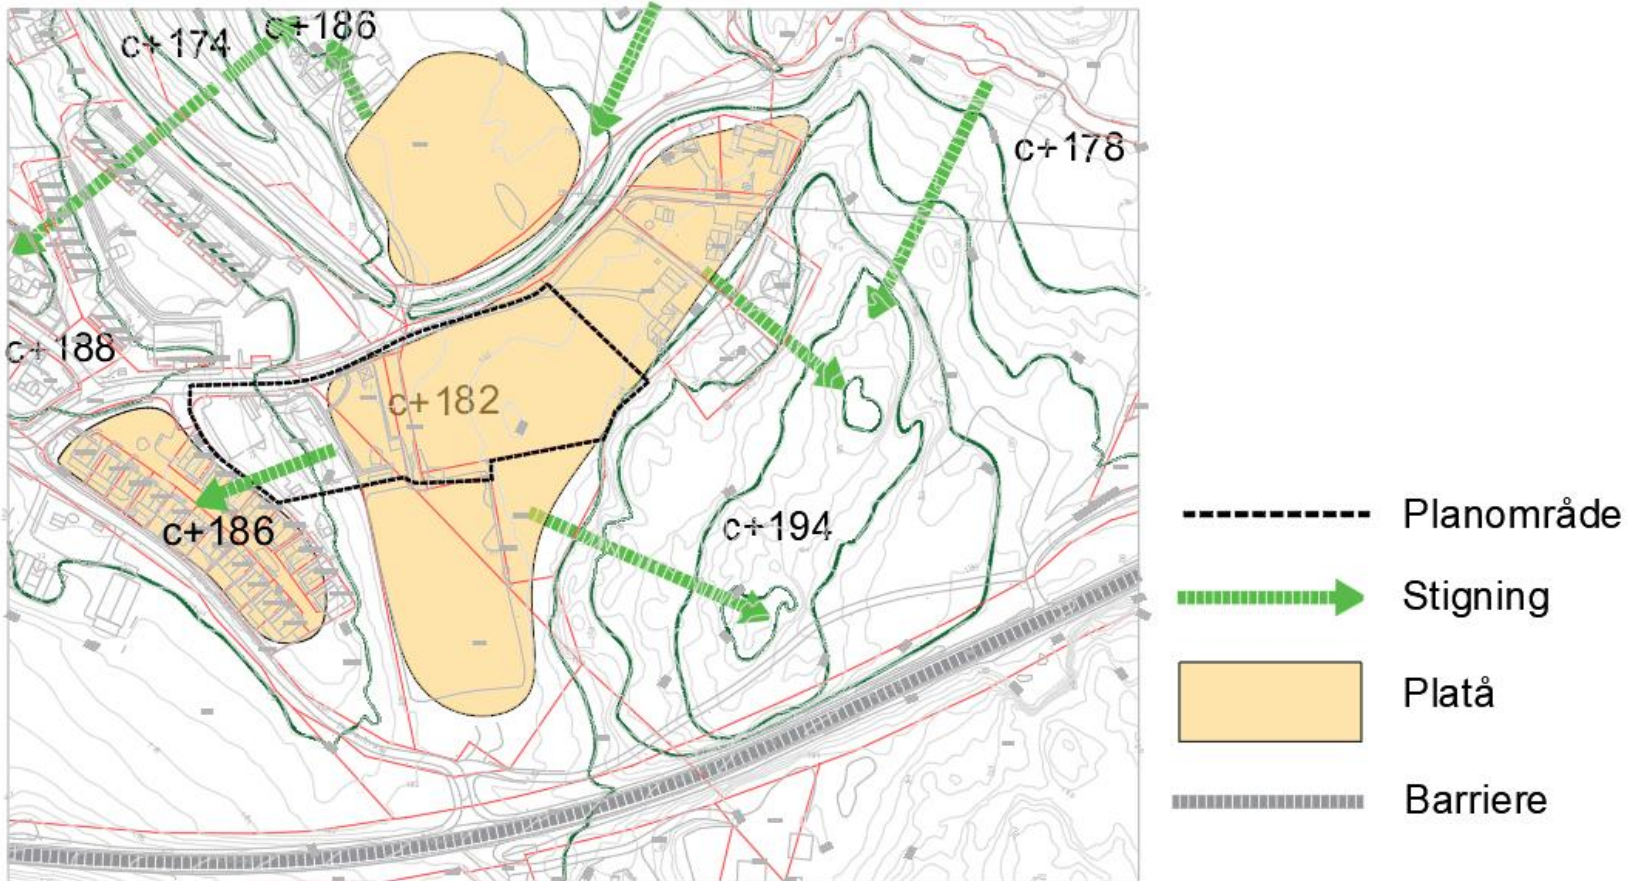 c+174
c+186
c+178
c+188
c+182
c+186
c+194
Planområde
Stigning
Platå
Barriere